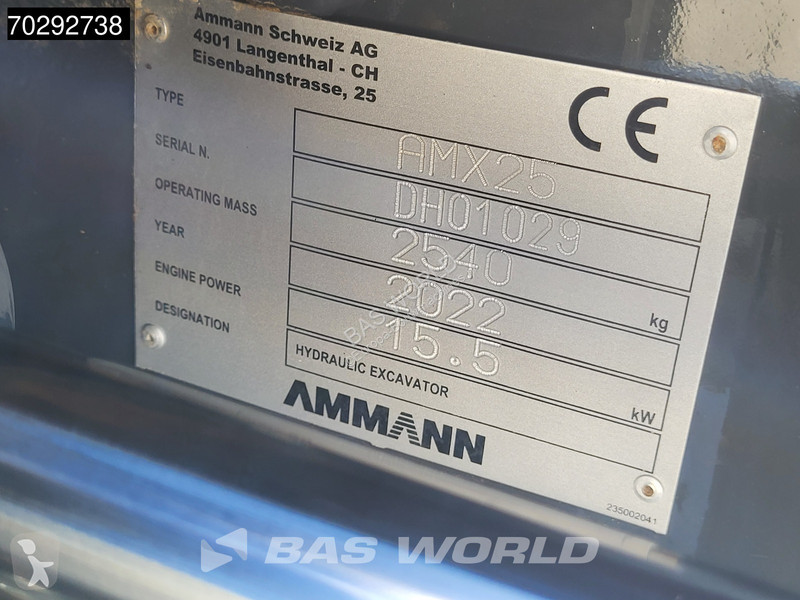 70292738
Ammann Schweiz AG
4901 Langenthal - CH
Eisenbahnstrasse, 25
CE
TYPE
AMX25
SERIAL N.
DH01029
OPERATING MASS
2540
kg
YEAR
2022
ENGINE POWER
15.5
kW
DESIGNATION
HYDRAULIC EXCAVATOR
AMMANN
235002041
BAS WORLD